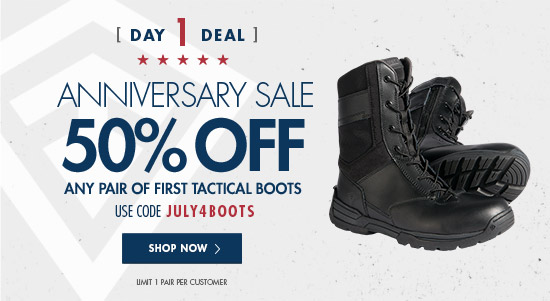 [ DAY 1 DEAL ]
ANNIVERSARY SALE
50% OFF
ANY PAIR OF FIRST TACTICAL BOOTS
USE CODE JULY4BOOTS
SHOP NOW >
LIMIT 1 PAIR PER CUSTOMER